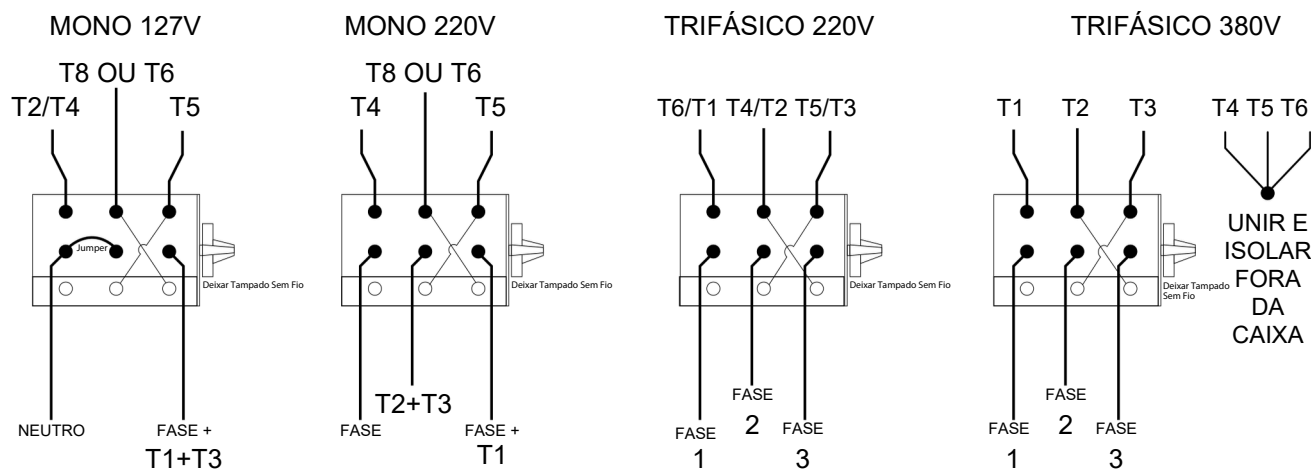 MONO 127V
T8 OU T6
T2/T4 T5
Jumper
Deixar Tampado Sem Fio
NEUTRO FASE +
T1+T3
MONO 220V
T8 OU T6
T4 T5
Deixar Tampado Sem Fio
T2+T3
FASE FASE +
T1
TRIFÁSICO 220V
T6/T1 T4/T2 T5/T3
Deixar Tampado Sem Fio
FASE
2
FASE FASE
1 3
TRIFÁSICO 380V
T1 T2 T3
Deixar Tampado
Sem Fio
FASE
2
FASE FASE
1 3
T4 T5 T6
UNIR E
ISOLAR
FORA
DA
CAIXA